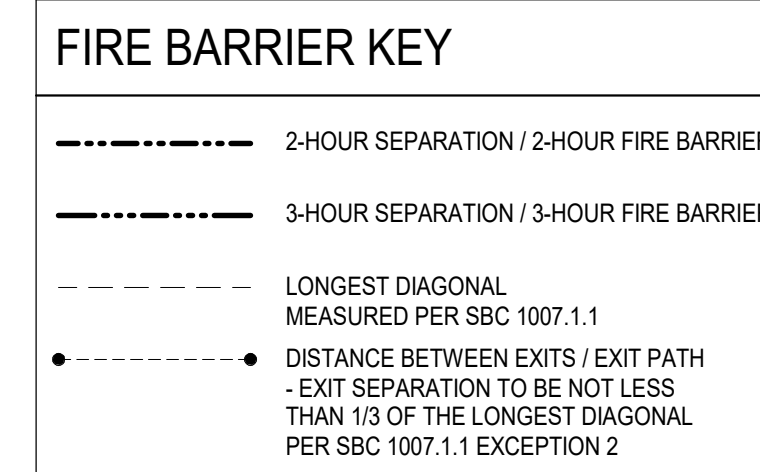 FIRE BARRIER KEY
2-HOUR SEPARATION / 2-HOUR FIRE BARRIER
3-HOUR SEPARATION / 3-HOUR FIRE BARRIER
LONGEST DIAGONAL
MEASURED PER SBC 1007.1.1
DISTANCE BETWEEN EXITS / EXIT PATH
- EXIT SEPARATION TO BE NOT LESS
THAN 1/3 OF THE LONGEST DIAGONAL
PER SBC 1007.1.1 EXCEPTION 2